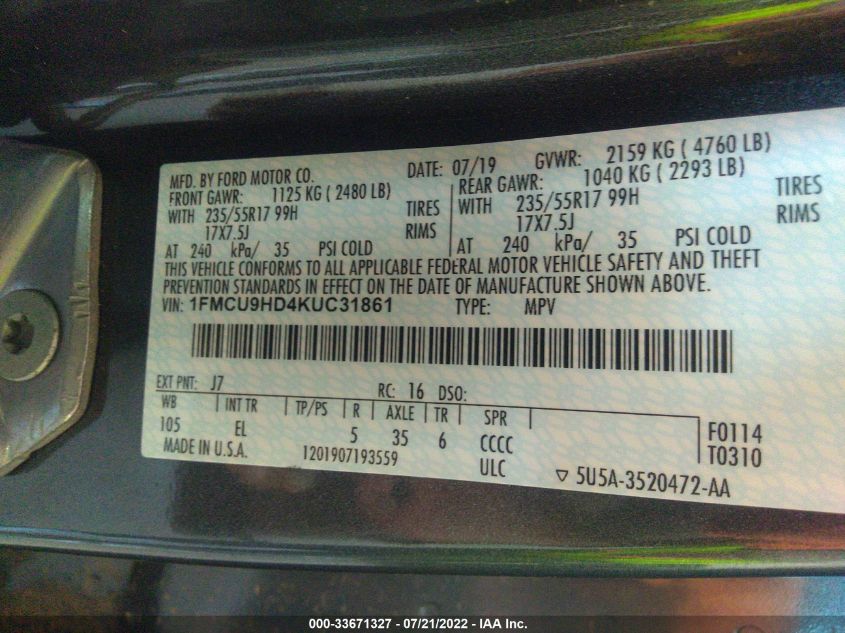 MFD. BY FORD MOTOR CO. DATE: 07/19 GVWR: 2159 KG ( 4760 LB)
FRONT GAWR: 1125 KG ( 2480 LB) REAR GAWR: 1040 KG ( 2293 LB)
WITH 235/55R17 99H TIRES WITH 235/55R17 99H TIRES
17X7.5J RIMS 17X7.5J RIMS
AT 240 kPa/ 35 PSI COLD AT 240 kPa/ 35 PSI COLD
THIS VEHICLE CONFORMS TO ALL APPLICABLE FEDERAL MOTOR VEHICLE SAFETY AND THEFT
PREVENTION STANDARDS IN EFFECT ON THE DATE OF MANUFACTURE SHOWN ABOVE.
VIN: 1FMCU9HD4KUC31861 TYPE: MPV
EXT PNT: J7 RC: 16 DSO:
WB INT TR TP/PS R AXLE TR SPR
105 EL 5 35 6 CCCC F0114
MADE IN U.S.A. 1201907193559 ULC T0310
▽ 5U5A-3520472-AA
000-33671327 - 07/21/2022 - IAA Inc.